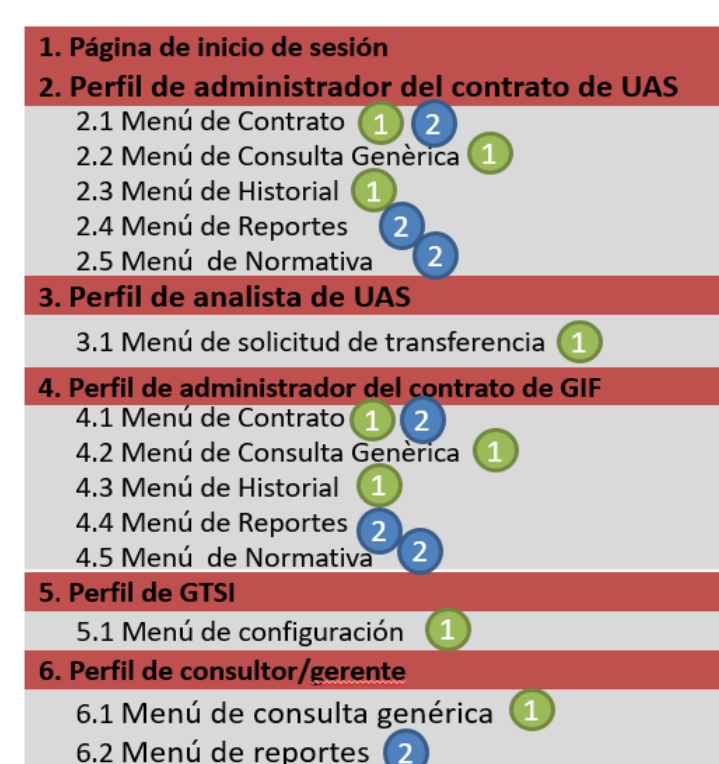 1. Página de inicio de sesión
2. Perfil de administrador del contrato de UAS
2.1 Menú de Contrato 1 2
2.2 Menú de Consulta Genèrica 1
2.3 Menú de Historial 1
2.4 Menú de Reportes 2
2.5 Menú de Normativa 2
3. Perfil de analista de UAS
3.1 Menú de solicitud de transferencia 1
4. Perfil de administrador del contrato de GIF
4.1 Menú de Contrato 1 2
4.2 Menú de Consulta Genèrica 1
4.3 Menú de Historial 1
4.4 Menú de Reportes 2
4.5 Menú de Normativa 2
5. Perfil de GTSI
5.1 Menú de configuración 1
6. Perfil de consultor/gerente
6.1 Menú de consulta genérica 1
6.2 Menú de reportes 2